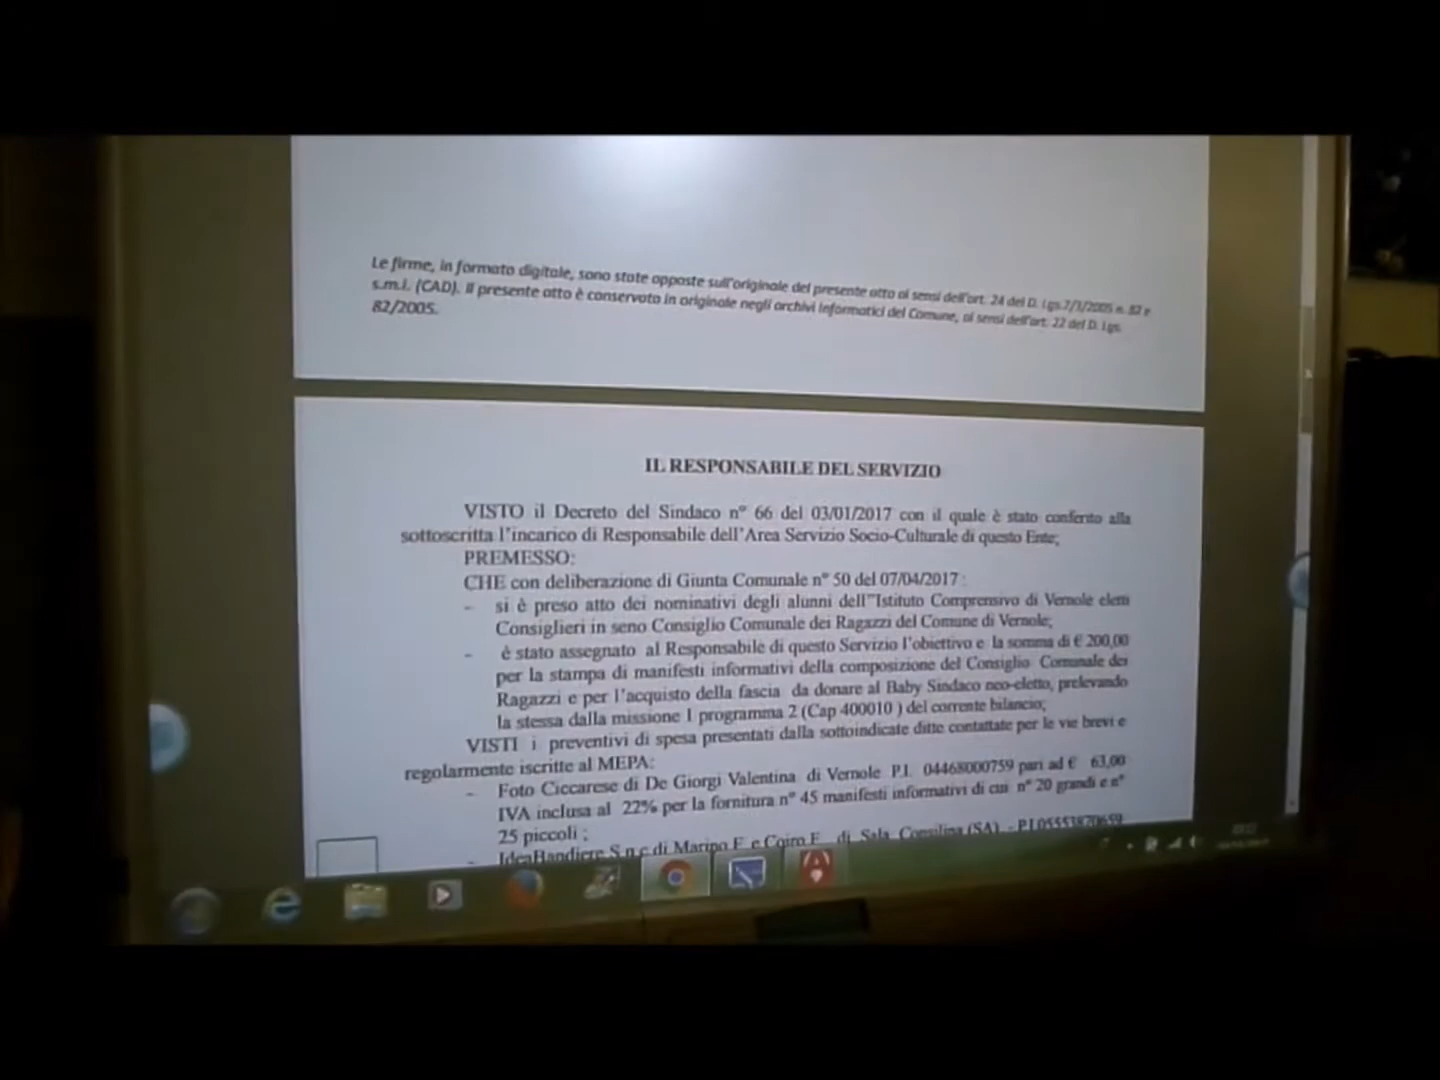 Le firme, in formato digitale, sono state apposte sull'originale del presente atto ai sensi dell'art. 24 del D. Lgs.7/3/2005 n. 82 e
s.m.i. (CAD). Il presente atto è conservato in originale negli archivi informatici del Comune, ai sensi dell'art. 22 del D. Lgs.
82/2005.
IL RESPONSABILE DEL SERVIZIO
VISTO il Decreto del Sindaco n° 66 del 03/01/2017 con il quale è stato conferito alla
sottoscritta l'incarico di Responsabile dell'Area Servizio Socio-Culturale di questo Ente;
PREMESSO:
CHE con deliberazione di Giunta Comunale n° 50 del 07/04/2017 :
- si è preso atto dei nominativi degli alunni dell'"Istituto Comprensivo di Vernole eletti
Consiglieri in seno Consiglio Comunale dei Ragazzi del Comune di Vernole;
- è stato assegnato al Responsabile di questo Servizio l'obiettivo e la somma di € 200,00
per la stampa di manifesti informativi della composizione del Consiglio Comunale dei
Ragazzi e per l'acquisto della fascia da donare al Baby Sindaco neo-eletto, prelevando
la stessa dalla missione 1 programma 2 (Cap 400010 ) del corrente bilancio;
VISTI i preventivi di spesa presentati dalla sottoindicate ditte contattate per le vie brevi e
regolarmente iscritte al MEPA:
- Foto Ciccarese di De Giorgi Valentina di Vernole P.I. 04468000759 pari ad € 63,00
IVA inclusa al 22% per la fornitura n° 45 manifesti informativi di cui n° 20 grandi e n°
25 piccoli ;
- IdeaBandiere S.n.c di Marino F. e Coiro F. di Sala Consilina (SA) - P.I.05553870659